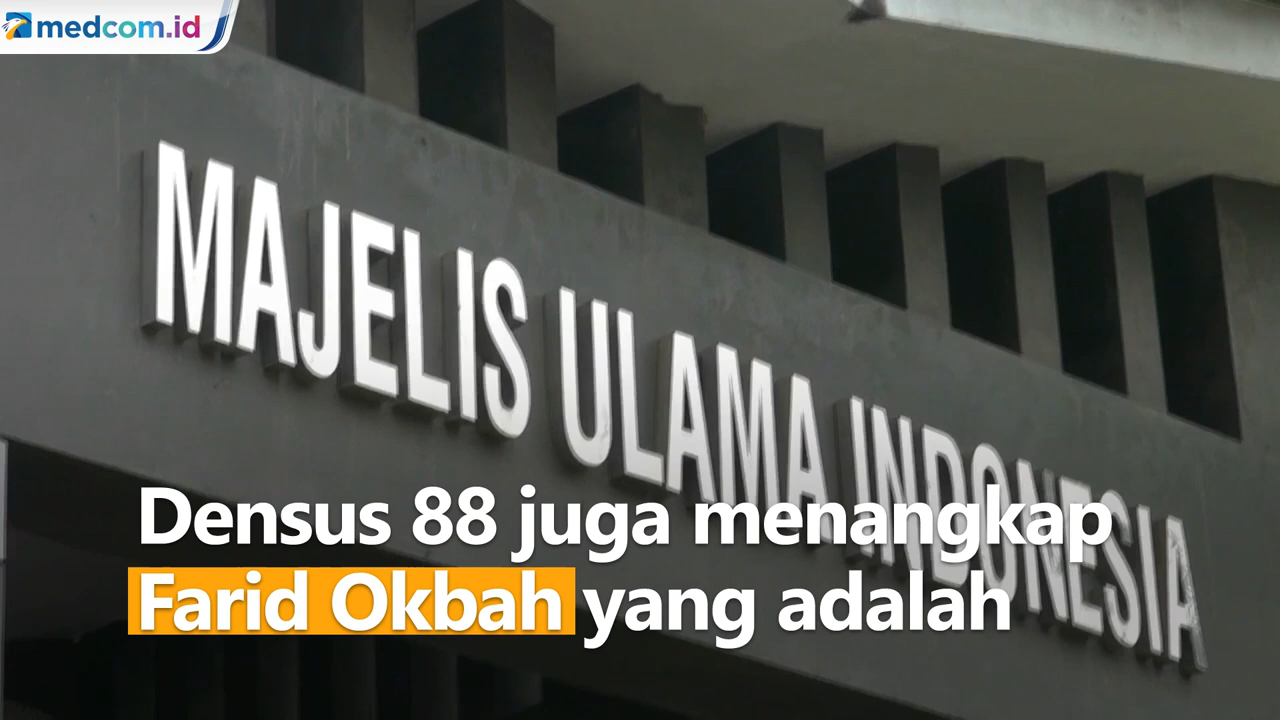 medcom.id
MAJELIS ULAMA INDONESIA
Densus 88 juga menangkap
Farid Okbah yang adalah